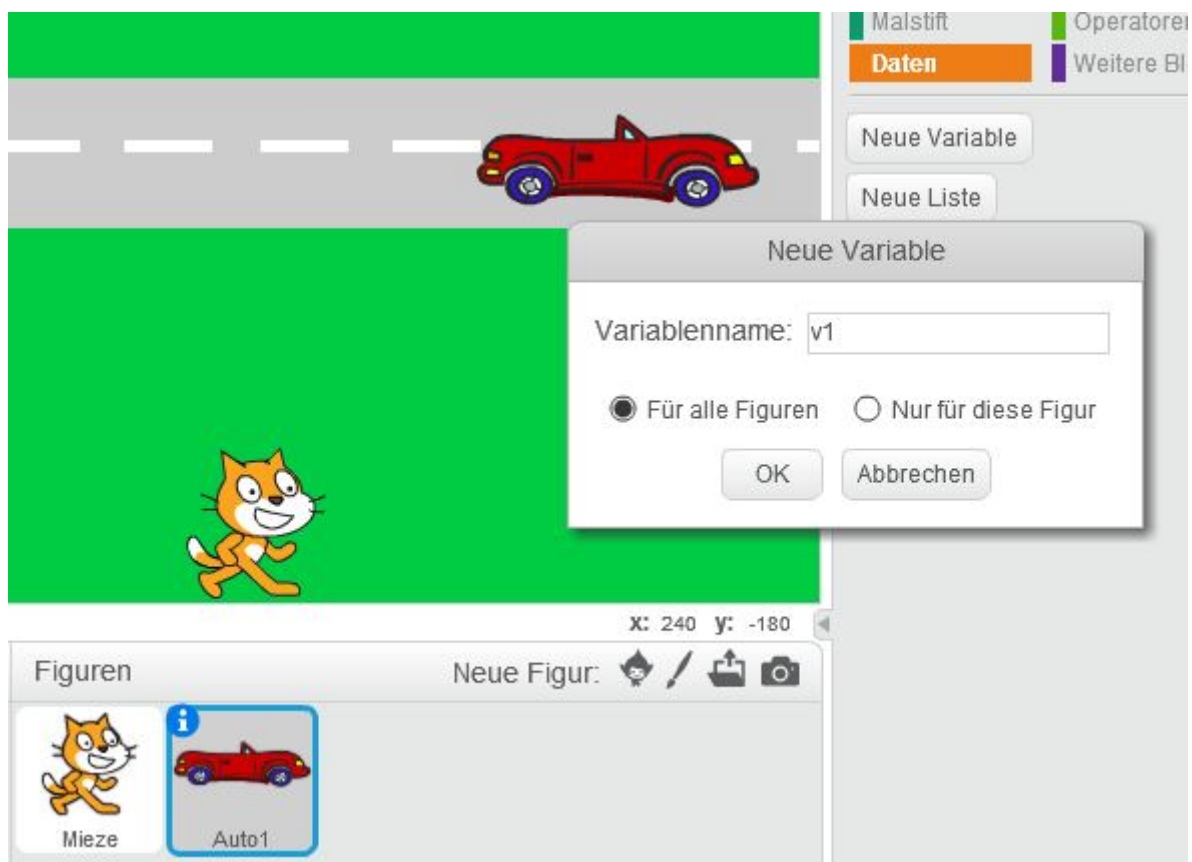 Malstift
Operatoren
Daten
Weitere Bl
Neue Variable
Neue Liste
Neue Variable
Variablenname: v1
Für alle Figuren Nur für diese Figur
OK Abbrechen
x: 240 y: -180
Figuren Neue Figur:
Mieze Auto1